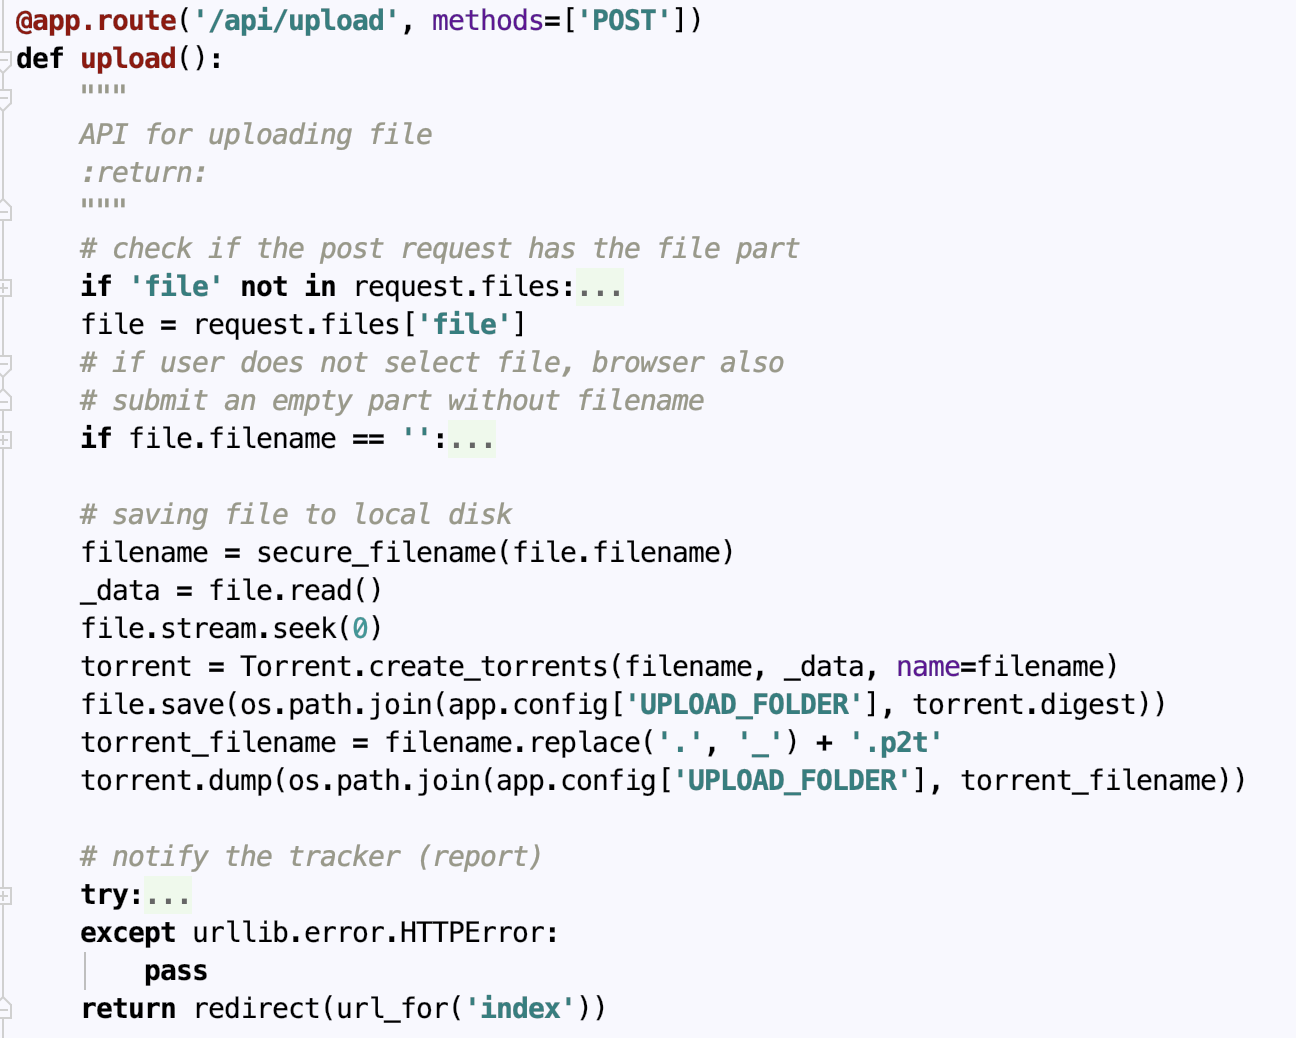 @app.route('/api/upload', methods=['POST'])
def upload():
    """
    API for uploading file
    :return:
    """
    # check if the post request has the file part
    if 'file' not in request.files:...
    file = request.files['file']
    # if user does not select file, browser also
    # submit an empty part without filename
    if file.filename == '':...

    # saving file to local disk
    filename = secure_filename(file.filename)
    _data = file.read()
    file.stream.seek(0)
    torrent = Torrent.create_torrents(filename, _data, name=filename)
    file.save(os.path.join(app.config['UPLOAD_FOLDER'], torrent.digest))
    torrent_filename = filename.replace('.', '_') + '.p2t'
    torrent.dump(os.path.join(app.config['UPLOAD_FOLDER'], torrent_filename))

    # notify the tracker (report)
    try:...
    except urllib.error.HTTPError:
        pass
    return redirect(url_for('index'))